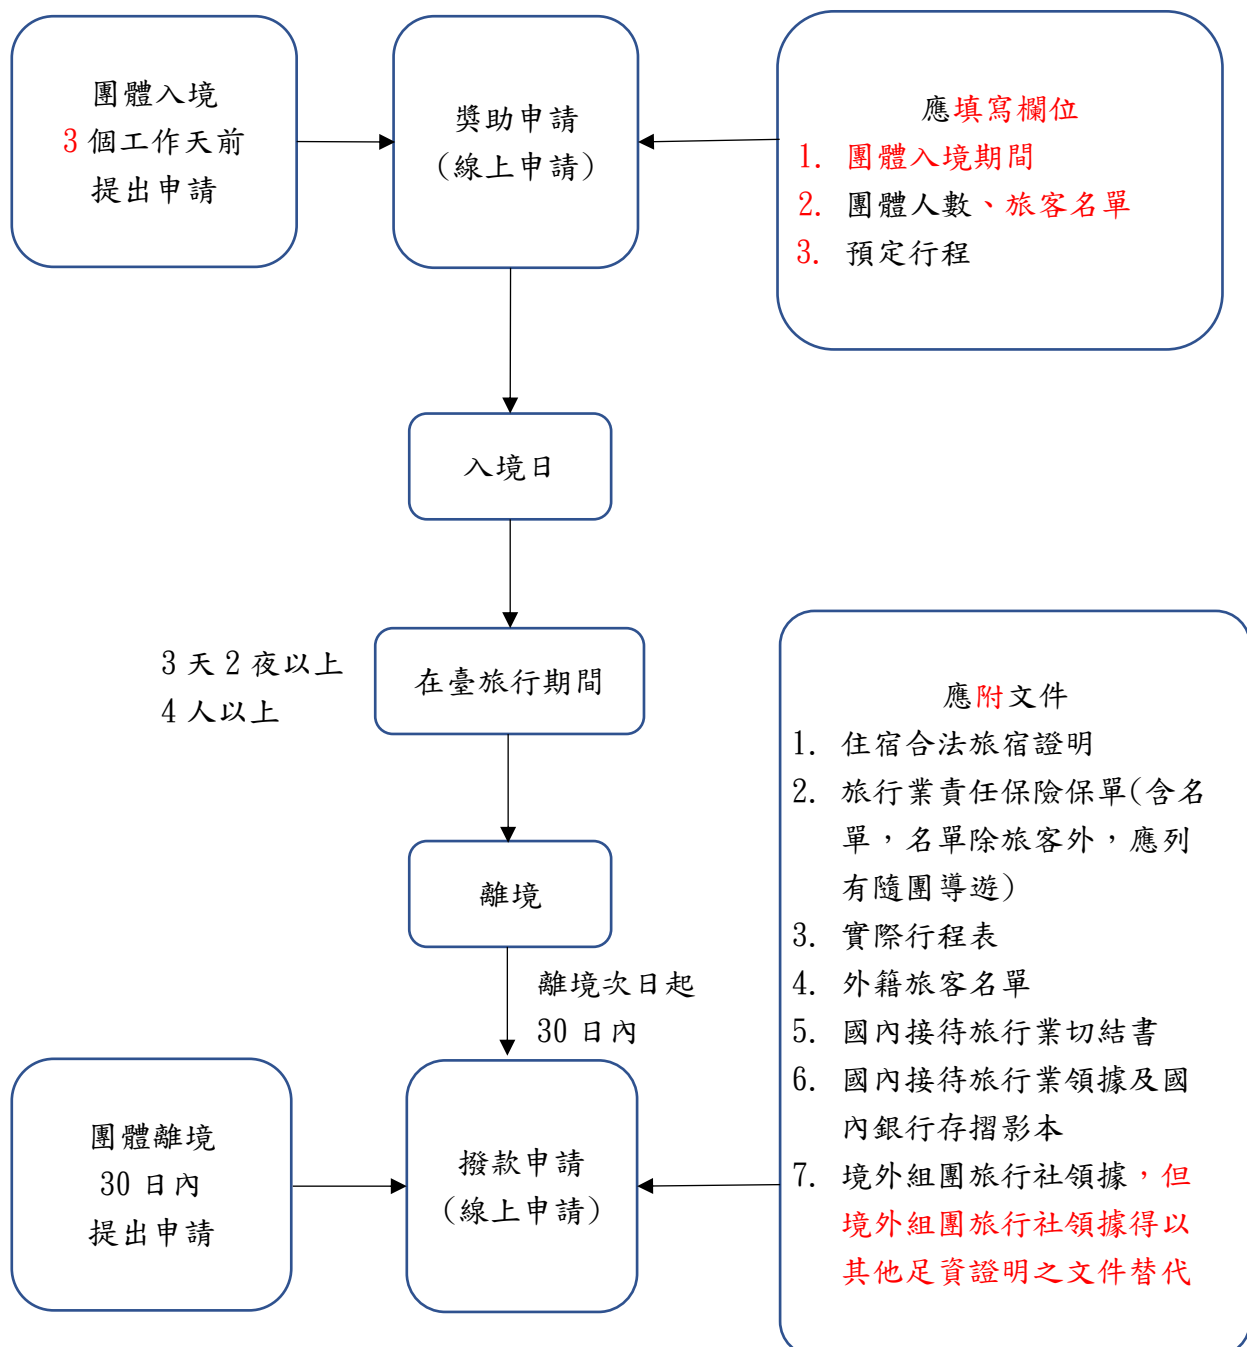 團體入境
3 個工作天前
提出申請
獎助申請
(線上申請)
應填寫欄位
1. 團體入境期間
2. 團體人數、旅客名單
3. 預定行程
入境日
3 天 2 夜以上
4 人以上
在臺旅行期間
離境
離境次日起
30 日內
團體離境
30 日內
提出申請
撥款申請
(線上申請)
應附文件
1. 住宿合法旅宿證明
2. 旅行業責任保險保單(含名
單，名單除旅客外，應列
有隨團導遊)
3. 實際行程表
4. 外籍旅客名單
5. 國內接待旅行業切結書
6. 國內接待旅行業領據及國
內銀行存摺影本
7. 境外組團旅行社領據，但
境外組團旅行社領據得以
其他足資證明之文件替代